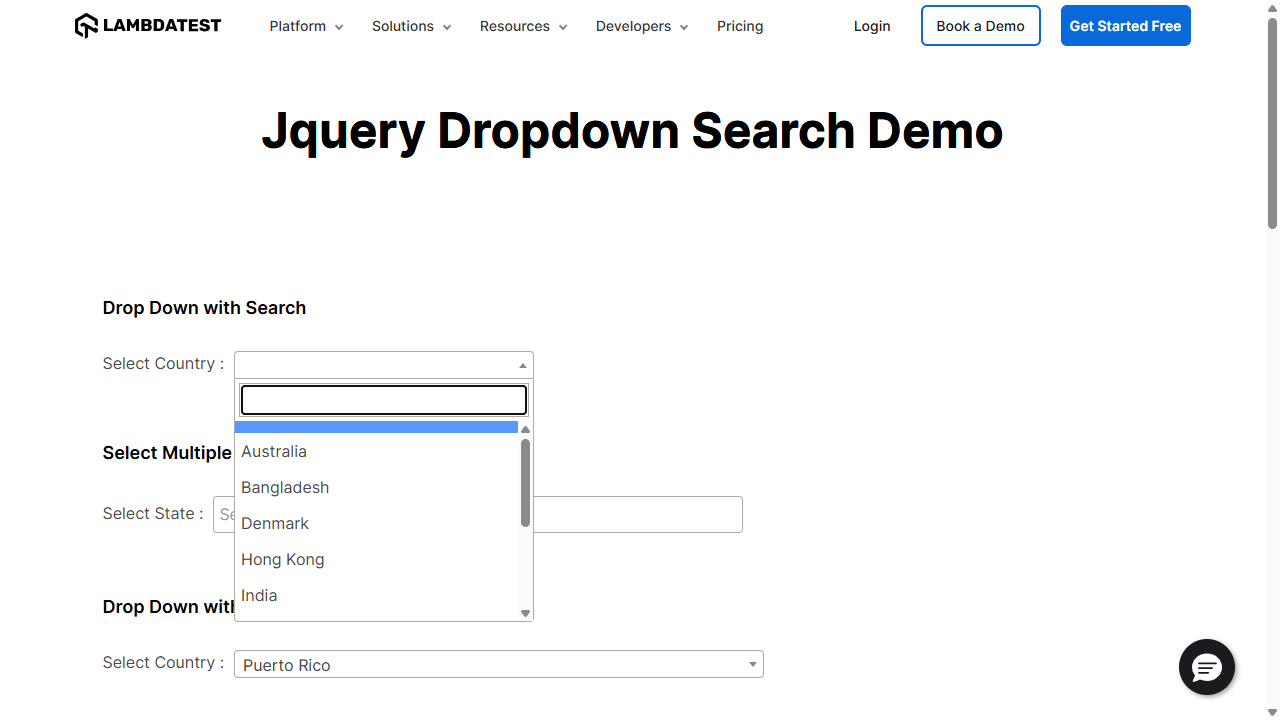 LAMBDATEST Platform Solutions Resources Developers Pricing Login Book a Demo Get Started Free
Jquery Dropdown Search Demo
Drop Down with Search
Select Country :
Australia
Select Multiple
Bangladesh
Select State : Se
Denmark
Hong Kong
India
Drop Down with
Select Country : Puerto Rico